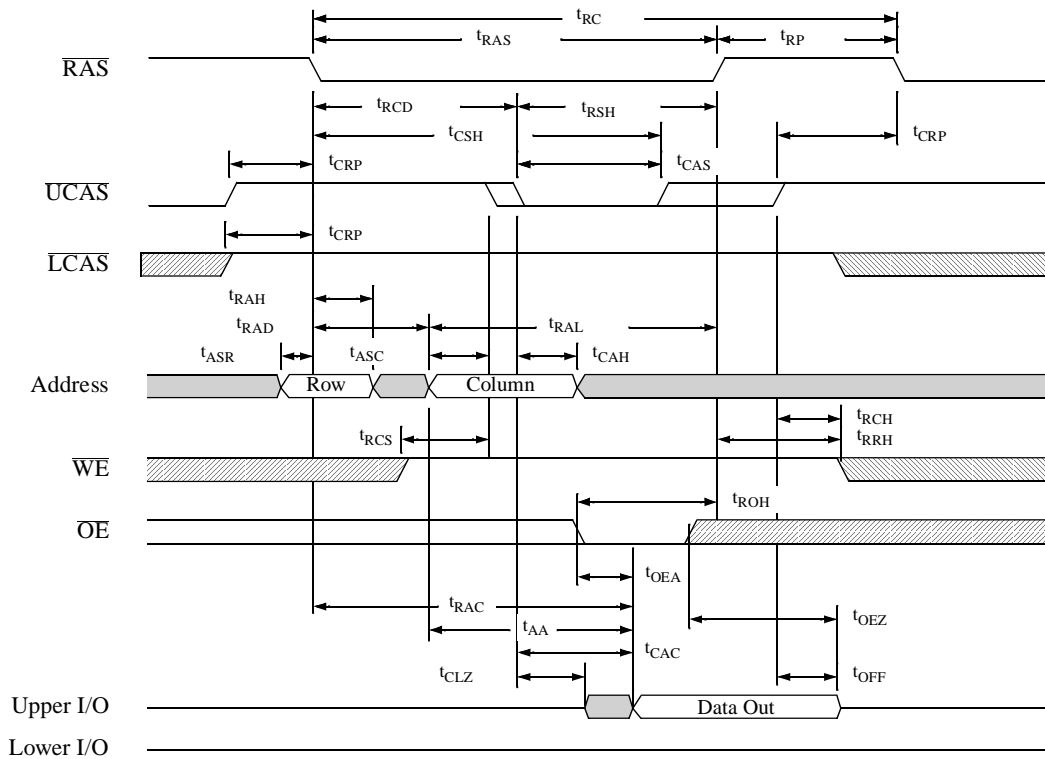 tRC
tRAS
tRP
RAS
tRCD
tRSH
tCSH
tCRP
tCRP
tCAS
UCAS
tCRP
LCAS
tRAH
tRAD
tRAL
tASR
tASC
tCAH
Address
Row
Column
tRCH
tRCS
tRRH
WE
tROH
OE
tOEA
tRAC
tOEZ
tAA
tCAC
tCLZ
tOFF
Upper I/O
Data Out
Lower I/O